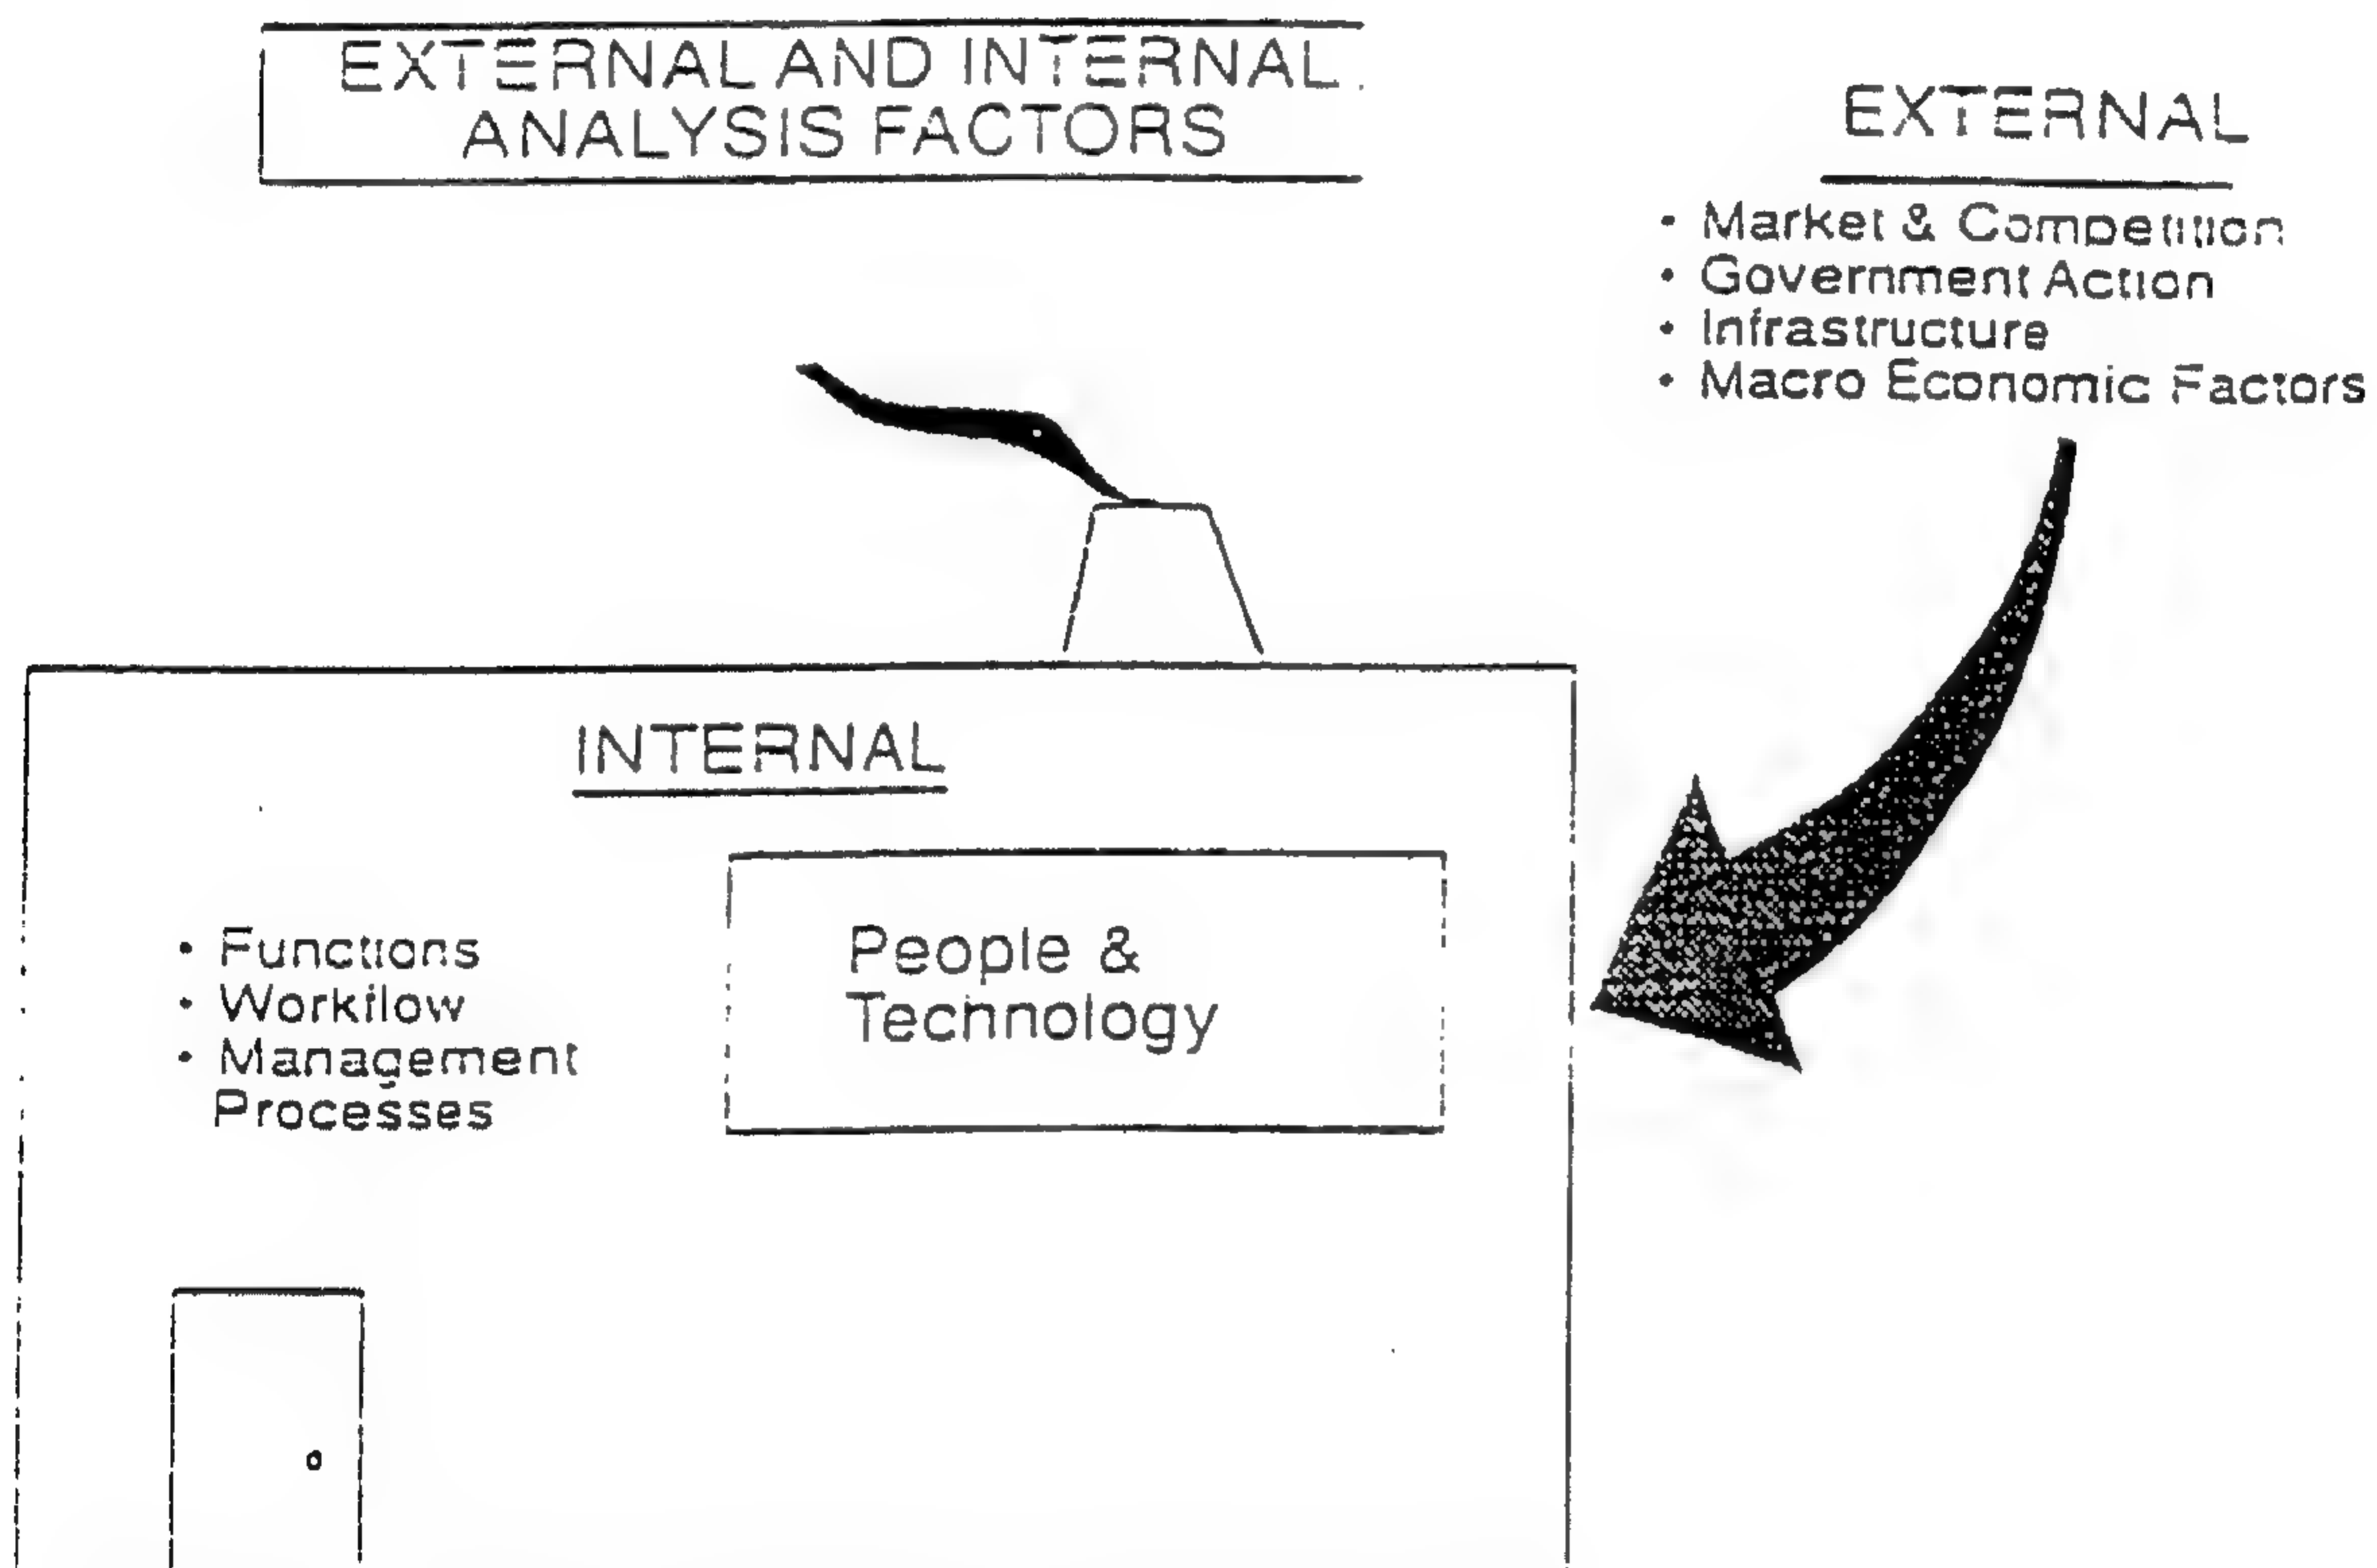 EXTERNAL AND INTERNAL
ANALYSIS FACTORS
EXTERNAL
• Market & Competition
• Government Action
• Infrastructure
• Macro Economic Factors
INTERNAL
• Functions
• Workflow
• Management
Processes
People &
Technology